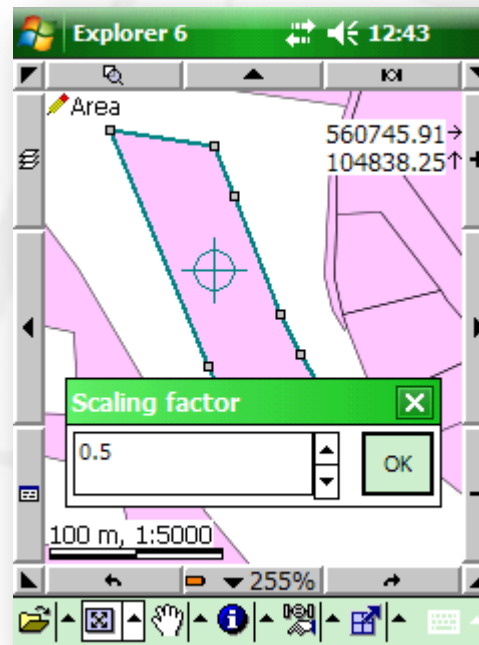 Explorer 6 12:43
Area
560745.91→
104838.25↑
Scaling factor
0.5
OK
100 m, 1:5000
255%